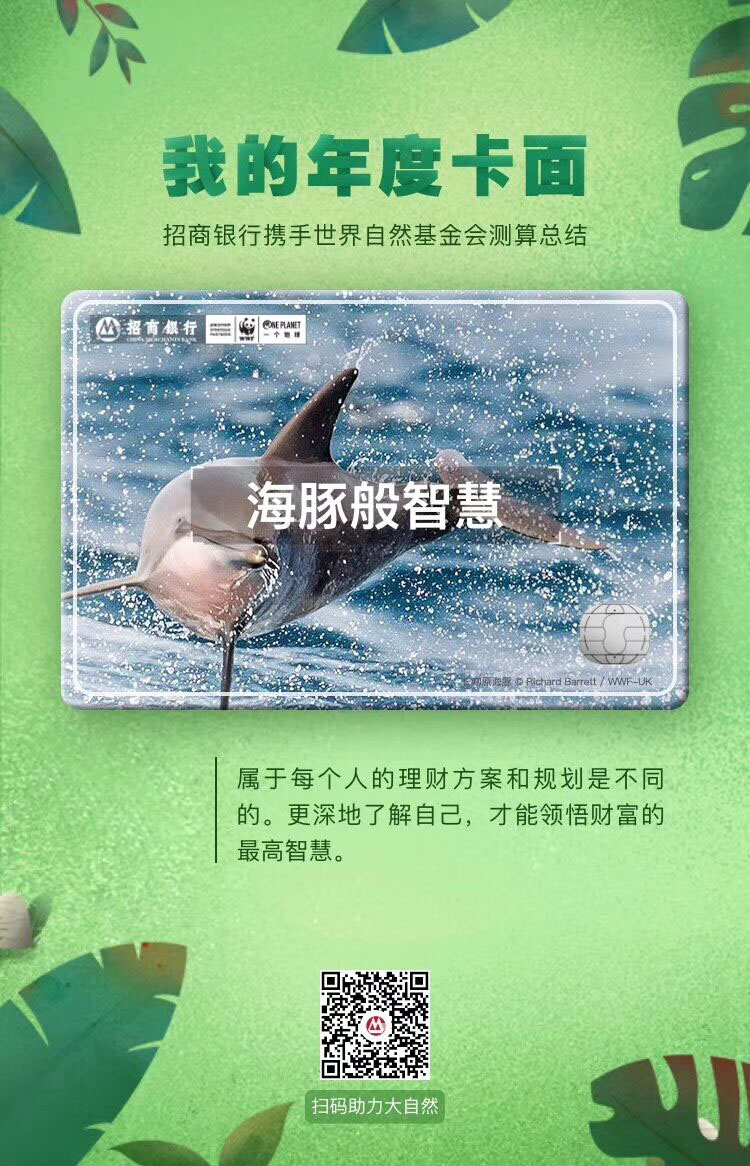 我的年度卡面
招商银行携手世界自然基金会测算总结
招商银行
CHINA MERCHANTS BANK
WWF
ONE PLANET
一个地球
海豚般智慧
原海豚 © Richard Barrett / WWF-UK
属于每个人的理财方案和规划是不同
的。更深地了解自己，才能领悟财富的
最高智慧。
扫码助力大自然